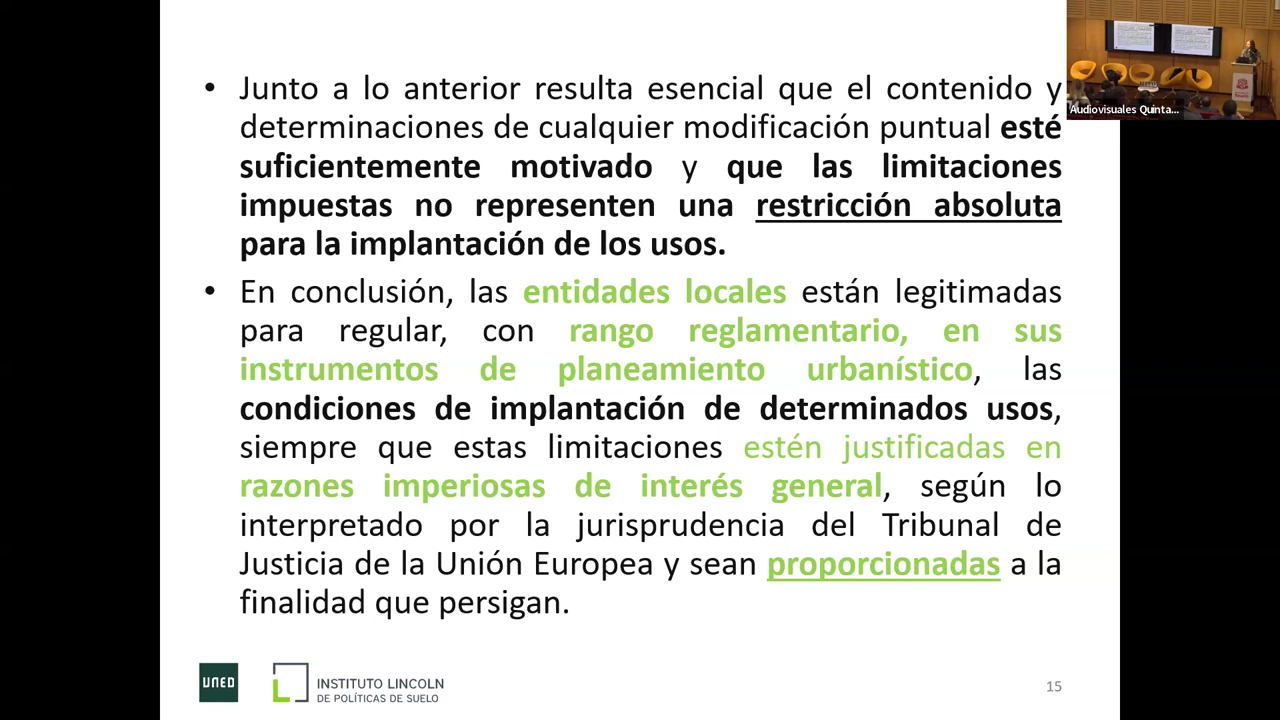 • Junto a lo anterior resulta esencial que el contenido y
determinaciones de cualquier modificación puntual esté
suficientemente motivado y que las limitaciones
impuestas no representen una restricción absoluta
para la implantación de los usos.
• En conclusión, las entidades locales están legitimadas
para regular, con rango reglamentario, en sus
instrumentos de planeamiento urbanístico, las
condiciones de implantación de determinados usos,
siempre que estas limitaciones estén justificadas en
razones imperiosas de interés general, según lo
interpretado por la jurisprudencia del Tribunal de
Justicia de la Unión Europea y sean proporcionadas a la
finalidad que persigan.
Audiovisuales Quinta...
UNED
INSTITUTO LINCOLN
DE POLÍTICAS DE SUELO
15